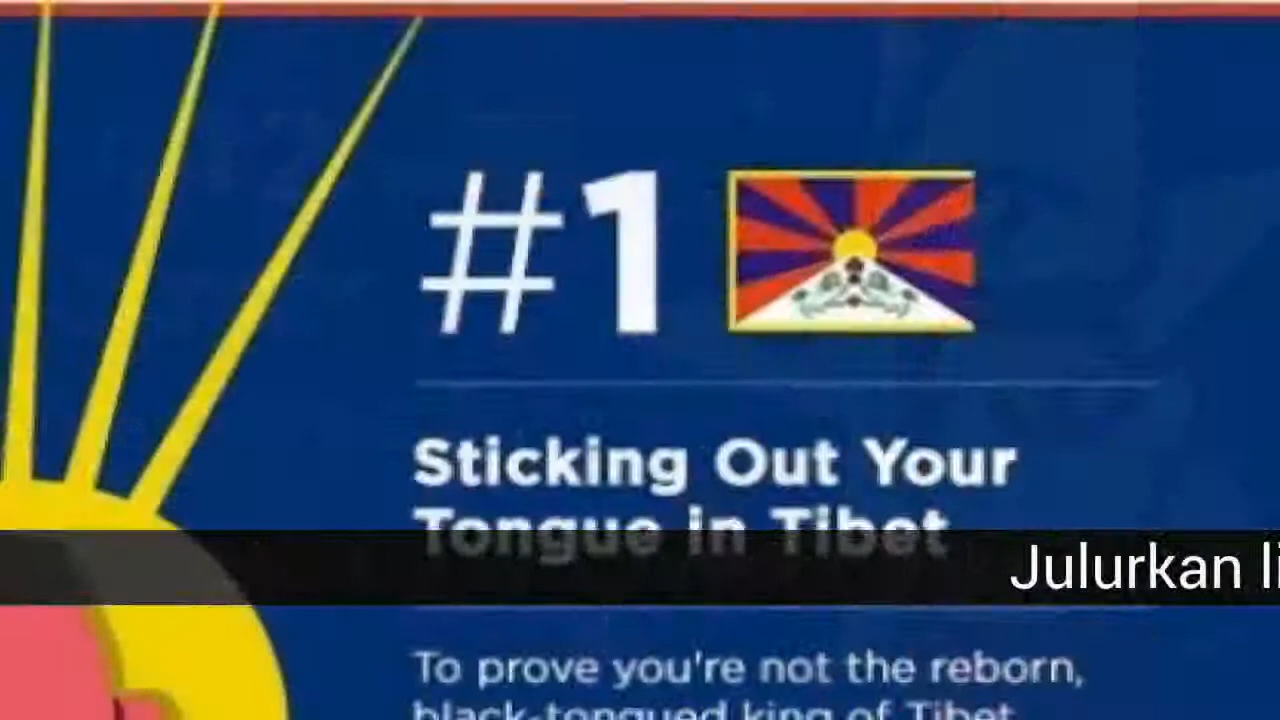 #1
Sticking Out Your
Tongue in Tibet
Julurkan
To prove you're not the reborn,
black-tongued king of Tibet